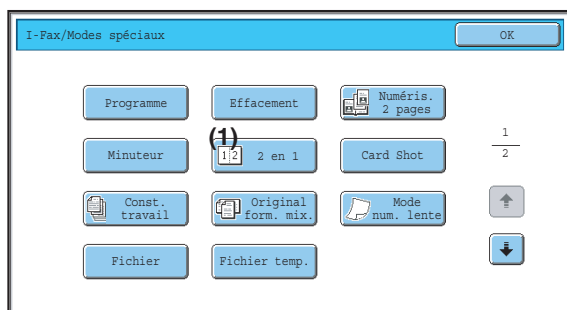 I-Fax/Modes spéciaux
OK
Programme
Effacement
Numéris.
2 pages
Minuteur
(1)
1 2
2 en 1
Card Shot
1
2
Const.
travail
Original
form. mix.
Mode
num. lente
Fichier
Fichier temp.